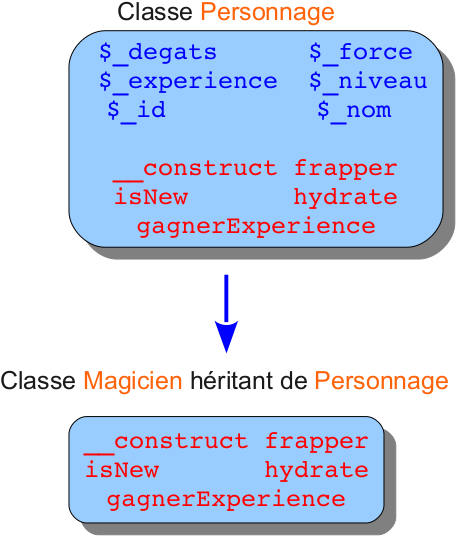 Classe Personnage
$_degats $_force
$_experience $_niveau
$_id $_nom
__construct frapper
isNew hydrate
gagnerExperience
Classe Magicien héritant de Personnage
__construct frapper
isNew hydrate
gagnerExperience